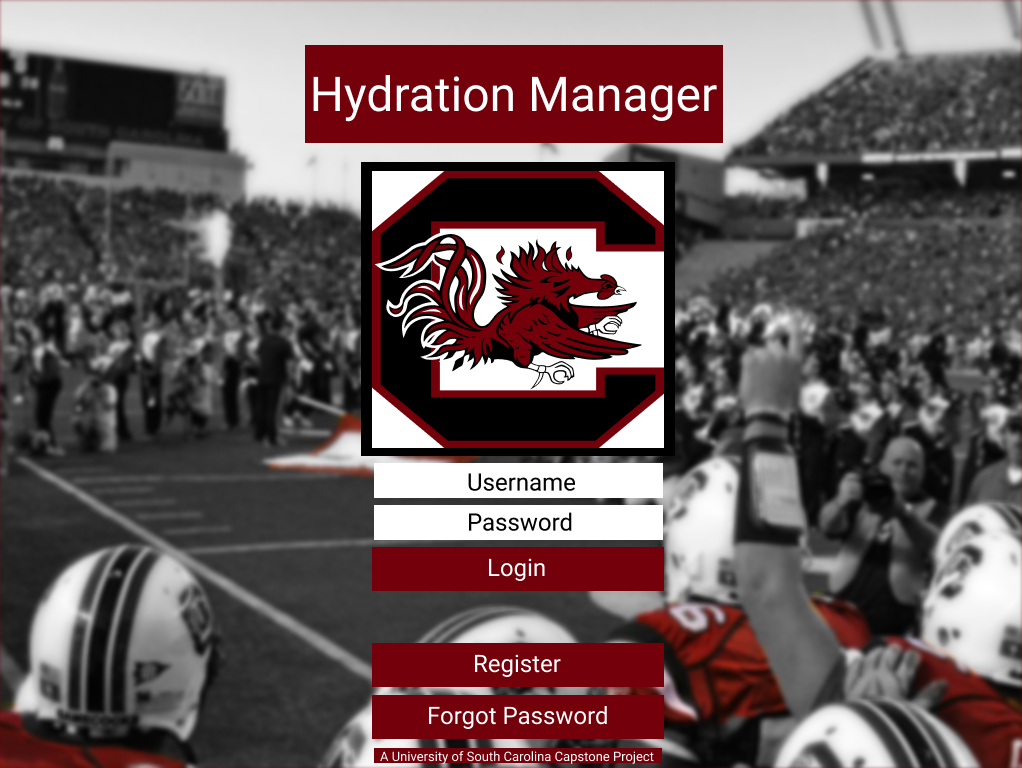 Hydration Manager
Username
Password
Login
Register
Forgot Password
A University of South Carolina Capstone Project